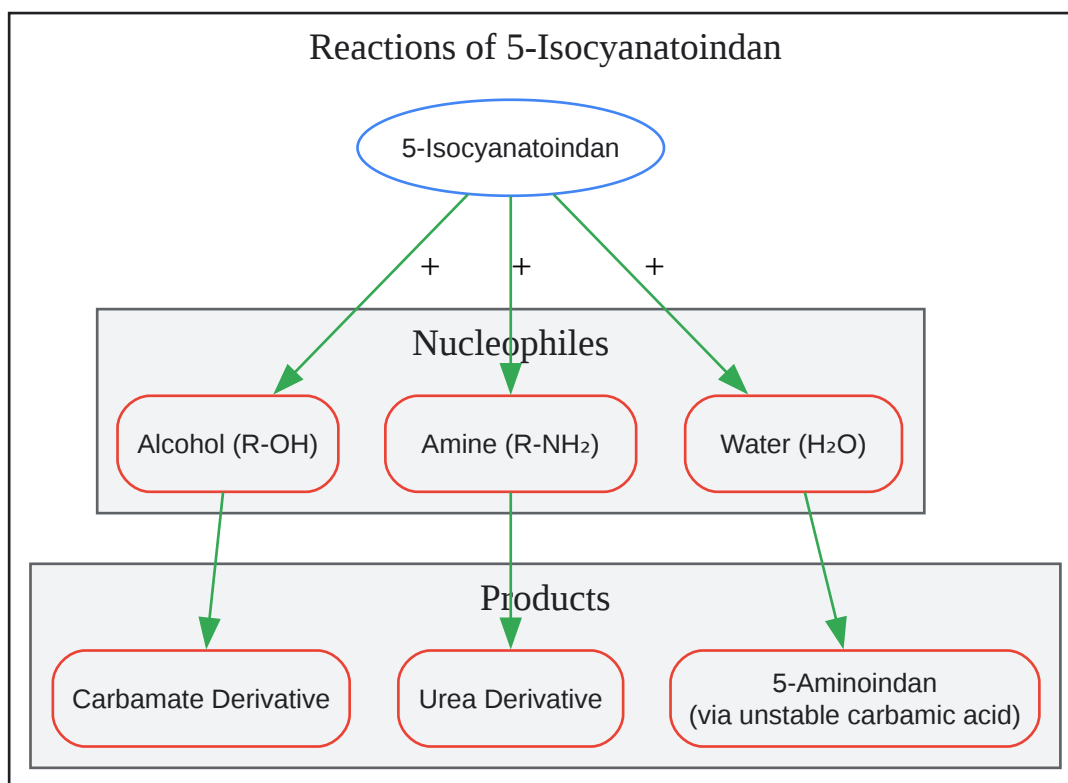 Reactions of 5-Isocyanatoindan
5-Isocyanatoindan
+ + +
Nucleophiles
Alcohol (R-OH) Amine (R-NH₂) Water (H₂O)
Products
Carbamate Derivative Urea Derivative 5-Aminoindan
(via unstable carbamic acid)